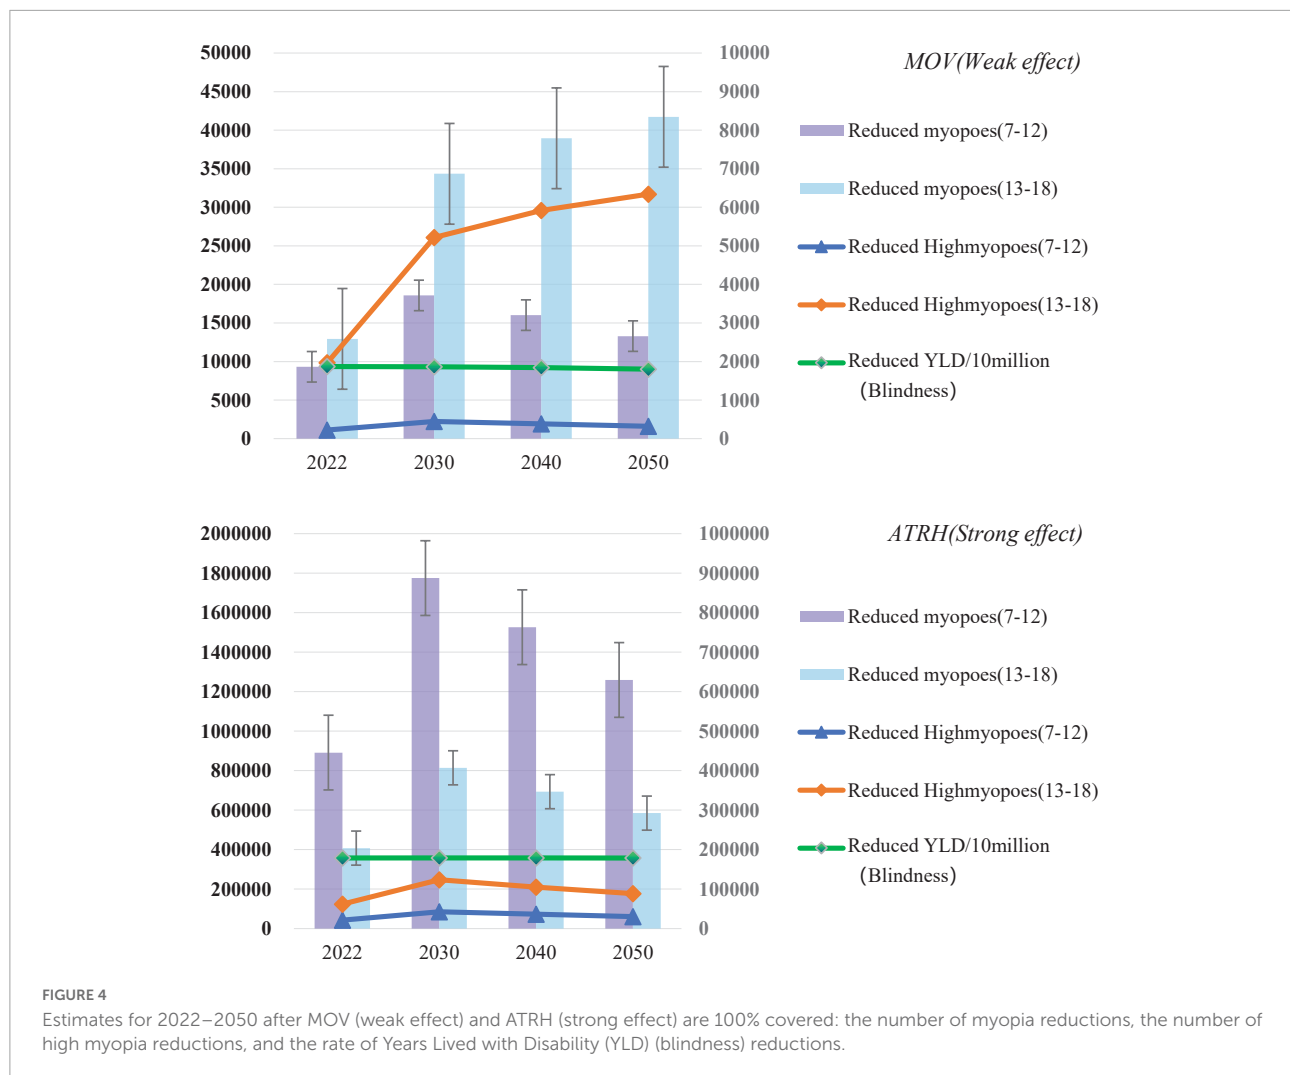 50000
45000
40000
35000
30000
25000
20000
15000
10000
5000
0
10000
9000
8000
7000
6000
5000
4000
3000
2000
1000
0
2022 2030 2040 2050
MOV(Weak effect)
Reduced myopoes(7-12)
Reduced myopoes(13-18)
Reduced Highmyopoes(7-12)
Reduced Highmyopoes(13-18)
Reduced YLD/10million
(Blindness)
2000000
1800000
1600000
1400000
1200000
1000000
800000
600000
400000
200000
0
1000000
900000
800000
700000
600000
500000
400000
300000
200000
100000
0
2022 2030 2040 2050
ATRH(Strong effect)
Reduced myopoes(7-12)
Reduced myopoes(13-18)
Reduced Highmyopoes(7-12)
Reduced Highmyopoes(13-18)
Reduced YLD/10million
(Blindness)
FIGURE 4
Estimates for 2022–2050 after MOV (weak effect) and ATRH (strong effect) are 100% covered: the number of myopia reductions, the number of
high myopia reductions, and the rate of Years Lived with Disability (YLD) (blindness) reductions.